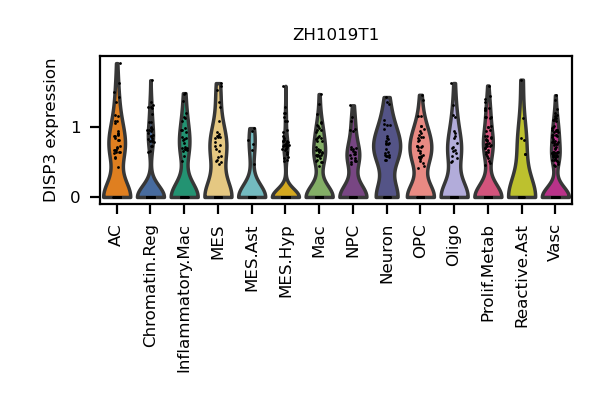 ZH1019T1
DISP3 expression
1
0
AC
Chromatin.Reg
Inflammatory.Mac
MES
MES.Ast
MES.Hyp
Mac
NPC
Neuron
OPC
Oligo
Prolif.Metab
Reactive.Ast
Vasc